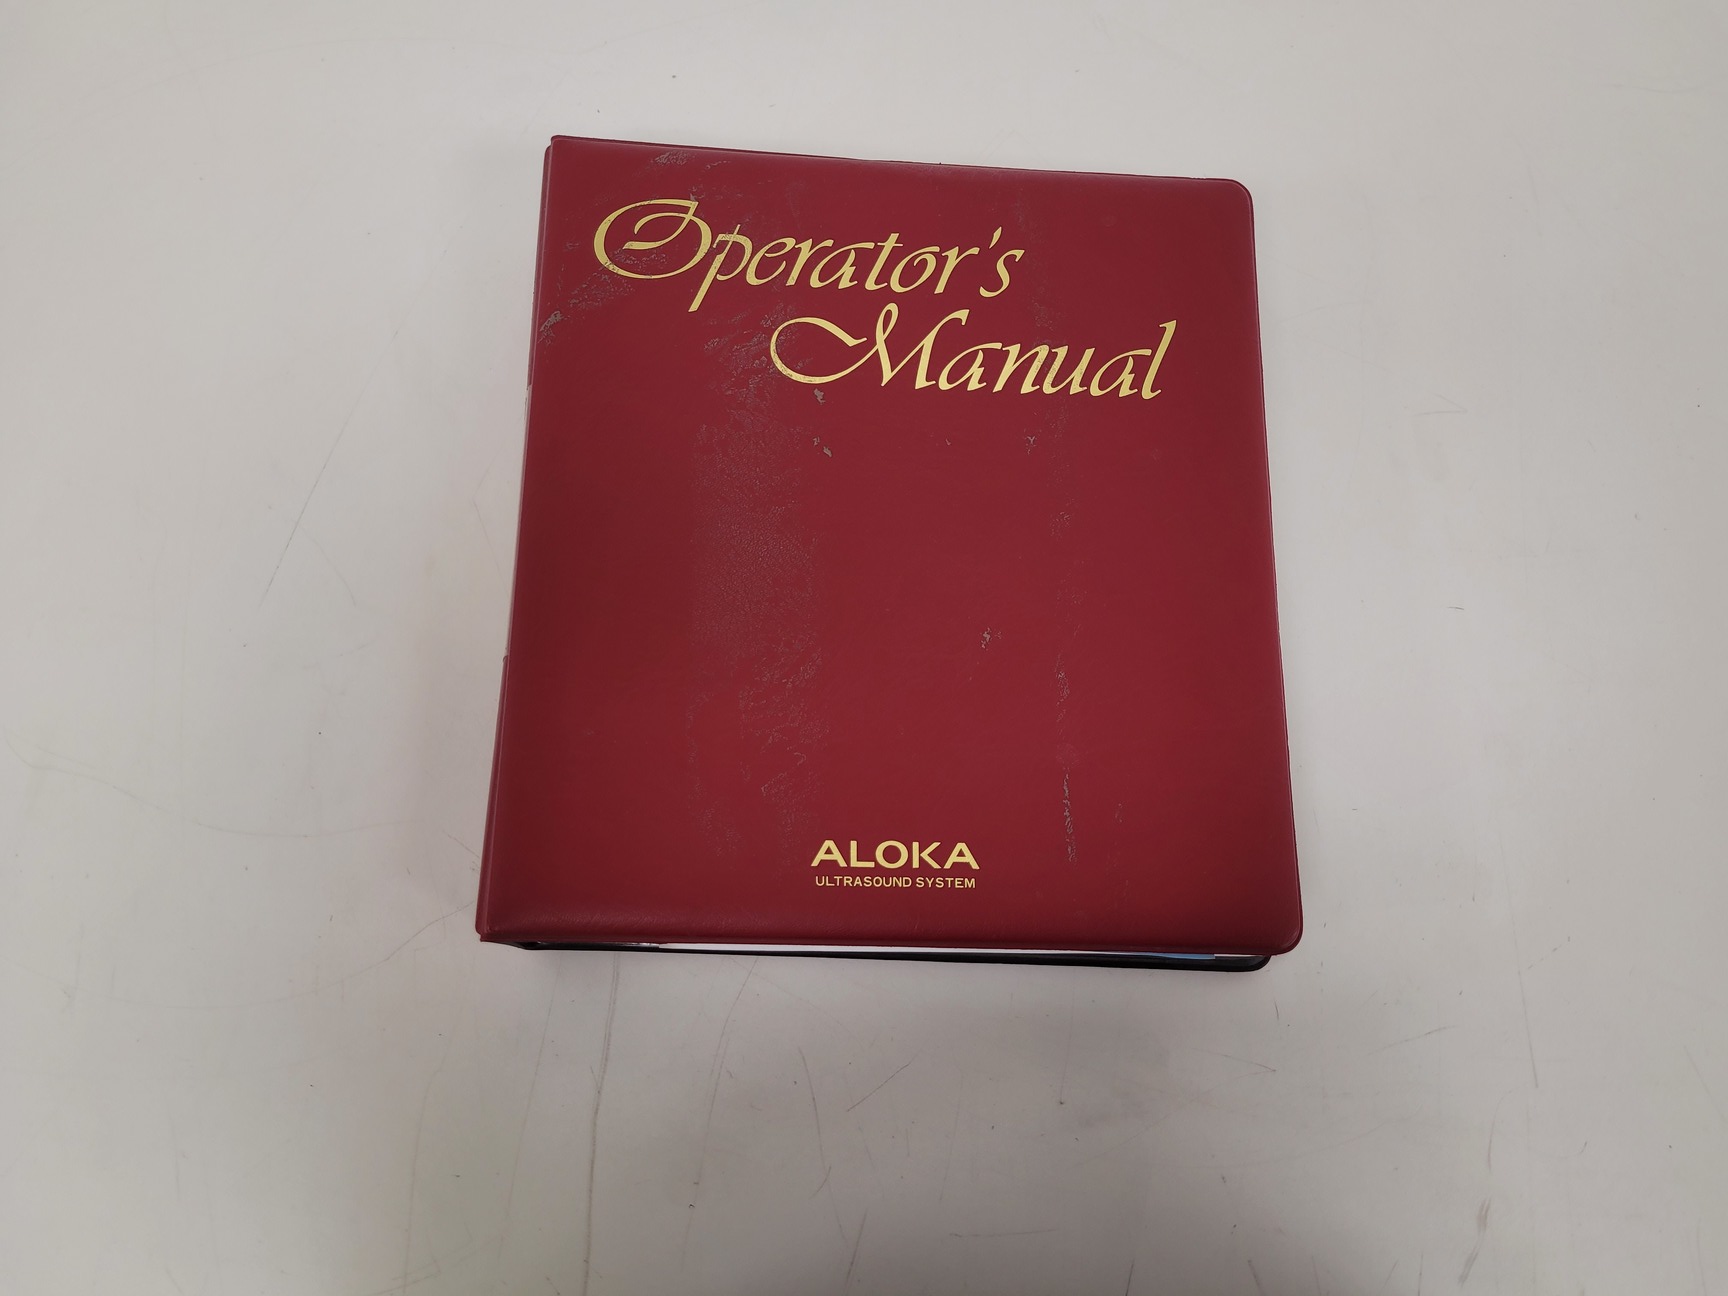 Operator's
Manual
ALOKA
ULTRASOUND SYSTEM